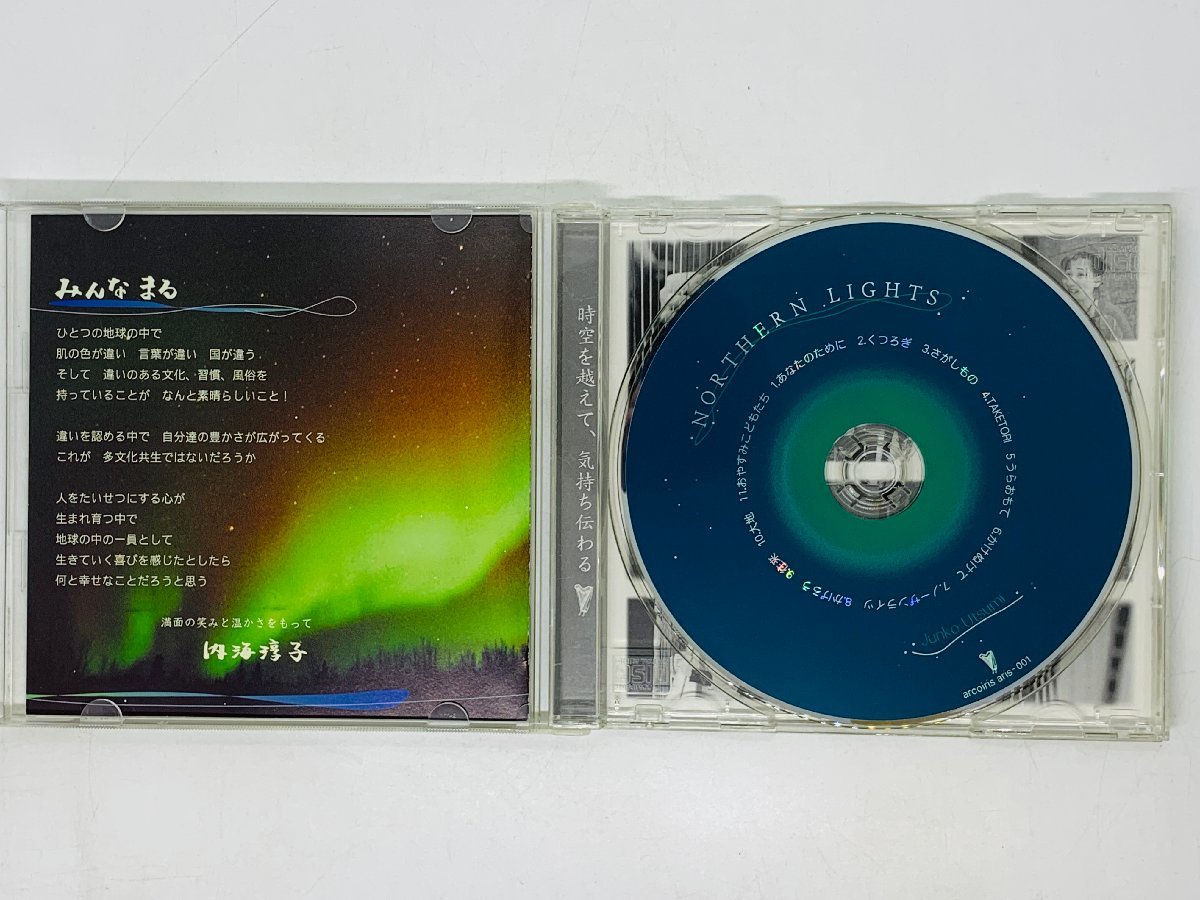 みんな まる
ひとつの地球の中で
肌の色が違い　言葉が違い　国が違う
そして　違いのある文化、習慣、風俗を
持っていることが　なんと素晴らしいこと！
違いを認める中で　自分達の豊かさが広がってくる
これが　多文化共生ではないだろうか
人をたいせつにする心が
生まれ育つ中で
地球の中の一員として
生きていく喜びを感じたとしたら
何と幸せなことだろうと思う
満面の笑みと温かさをもって
内海淳子
時空を越えて、気持ち伝わる
NORTHERN LIGHTS
1.あなたのために 2.くつろぎ 3.さがしもの 4.TAKETORI 5.うらおもて 6.かけぬけて 7.ノーザンライツ 8.かげろう 9.往来 10.大地 11.おやすみこどもたち
Junko Utsumi
arcoiris aris-001